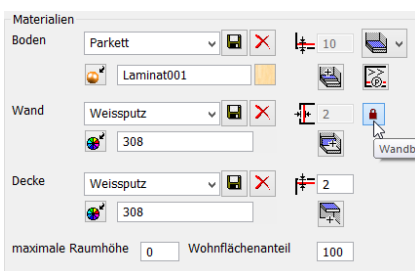 Materialien
Boden Parkett 10
Laminat001
Wand Weissputz 2
308 Wandb
Decke Weissputz 2
308
maximale Raumhöhe 0 Wohnflächenanteil 100